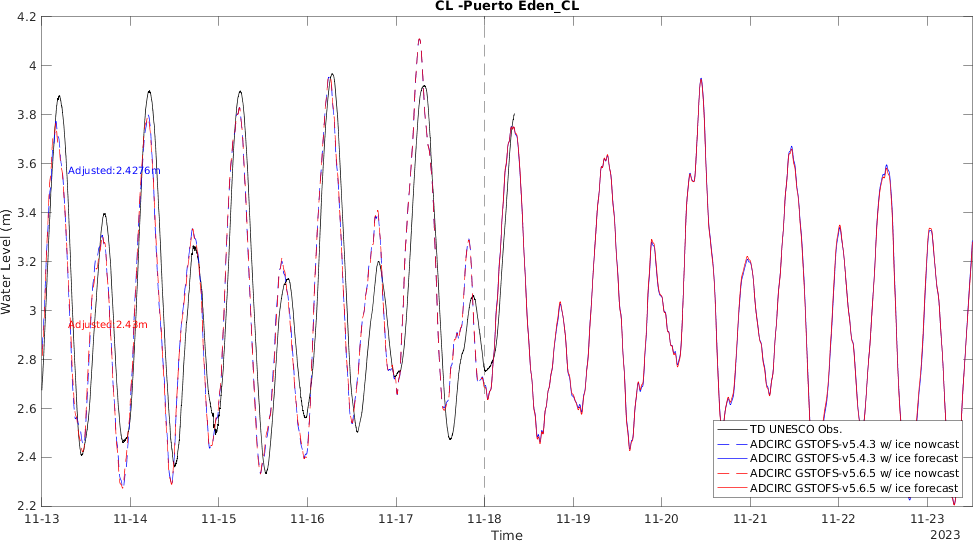 CL -Puerto Eden_CL
4.2
4
3.8
3.6
3.4
3.2
3
2.8
2.6
2.4
2.2
Water Level (m)
Adjusted:2.4276m
Adjusted:2.43m
TD UNESCO Obs.
ADCIRC GSTOFS-v5.4.3 w/ ice nowcast
ADCIRC GSTOFS-v5.4.3 w/ ice forecast
ADCIRC GSTOFS-v5.6.5 w/ ice nowcast
ADCIRC GSTOFS-v5.6.5 w/ ice forecast
11-13 11-14 11-15 11-16 11-17 11-18 11-19 11-20 11-21 11-22 11-23
Time
2023